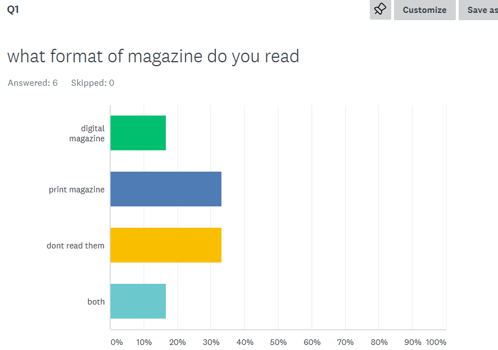 Q1
Customize
Save as
what format of magazine do you read
Answered: 6 Skipped: 0
digital
magazine
print magazine
dont read them
both
0% 10% 20% 30% 40% 50% 60% 70% 80% 90% 100%